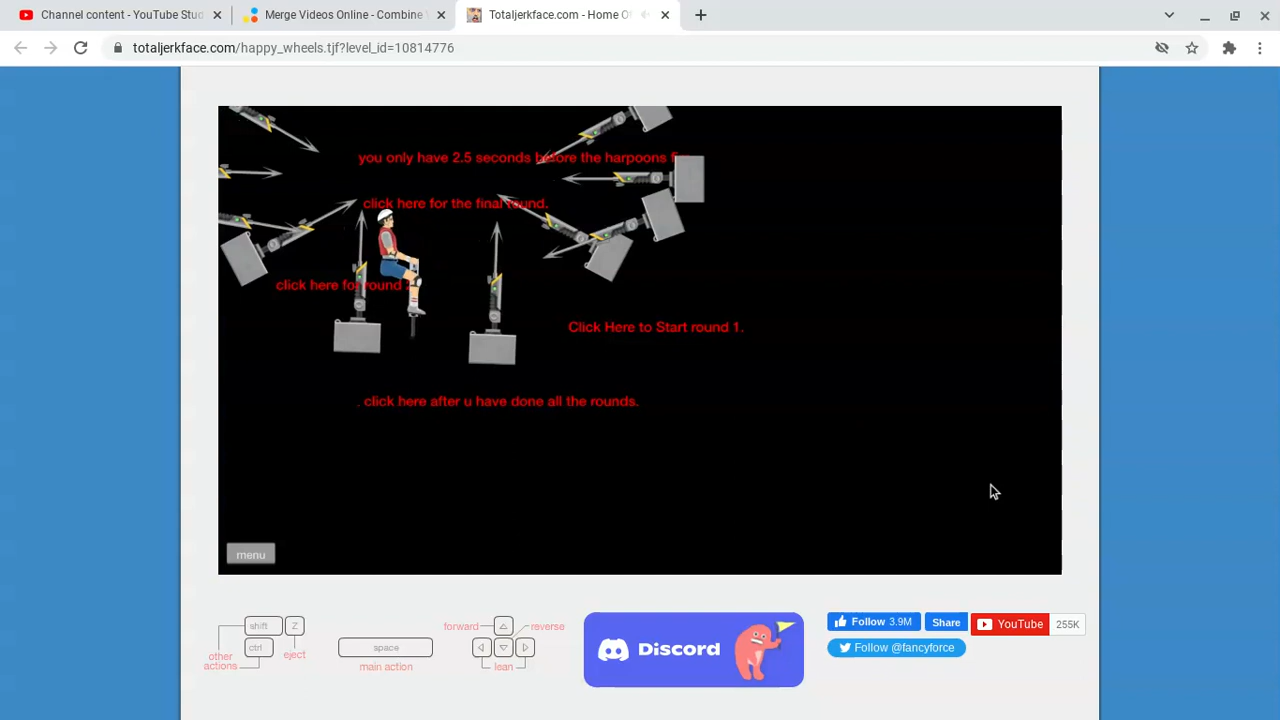 Channel content - YouTube Stud
Merge Videos Online - Combine
Totaljerkface.com - Home Of
totaljerkface.com/happy_wheels.tjf?level_id=10814776
you only have 2.5 seconds before the harpoons
click here for the final round.
click here for round
Click Here to Start round 1.
. click here after u have done all the rounds.
menu
shift
Z
ctrl
eject
other
actions
space
main action
forward
reverse
lean
Discord
Follow 3.9M
Share
YouTube
255K
Follow @fancyforce